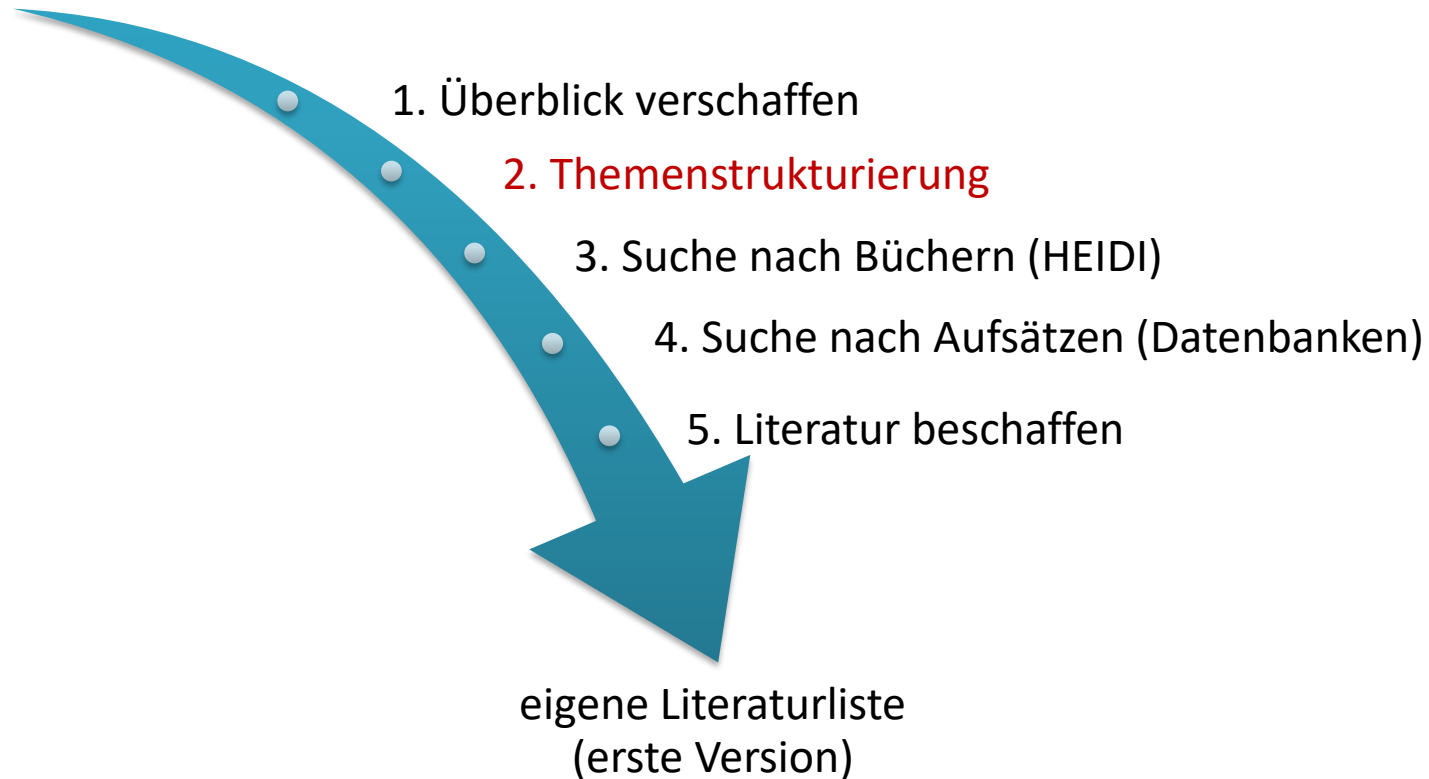 1. Überblick verschaffen
2. Themenstrukturierung
3. Suche nach Büchern (HEIDI)
4. Suche nach Aufsätzen (Datenbanken)
5. Literatur beschaffen
eigene Literaturliste
(erste Version)